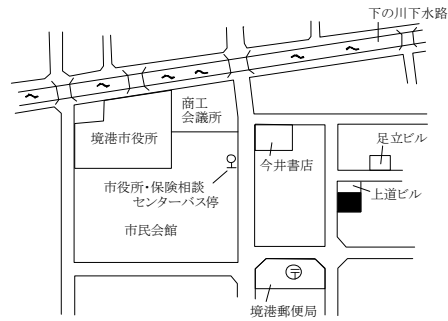 下の川下水路
商工
会議所
境港市役所
足立ビル
今井書店
市役所・保険相談
センターバス停
上道ビル
市民会館
境港郵便局